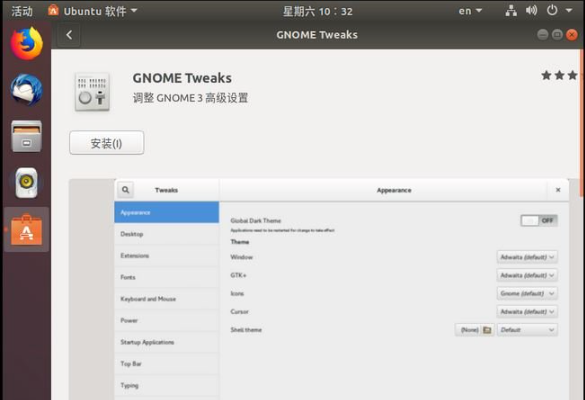 活动 Ubuntu 软件 星期六 10：32 en
GNOME Tweaks
GNOME Tweaks
调整 GNOME 3 高级设置
安装(I)
Tweaks Appearance
Appearance
Global Dark Theme OFF
Applications need to be restarted for change to take effect
Desktop
Theme
Extensions
Window Adwaita (default)
GTK+ Adwaita (default)
Fonts
Icons Gnome (default)
Keyboard and Mouse
Cursor Adwaita (default)
Power
Shell theme (None) Default
Startup Applications
Top Bar
Typing